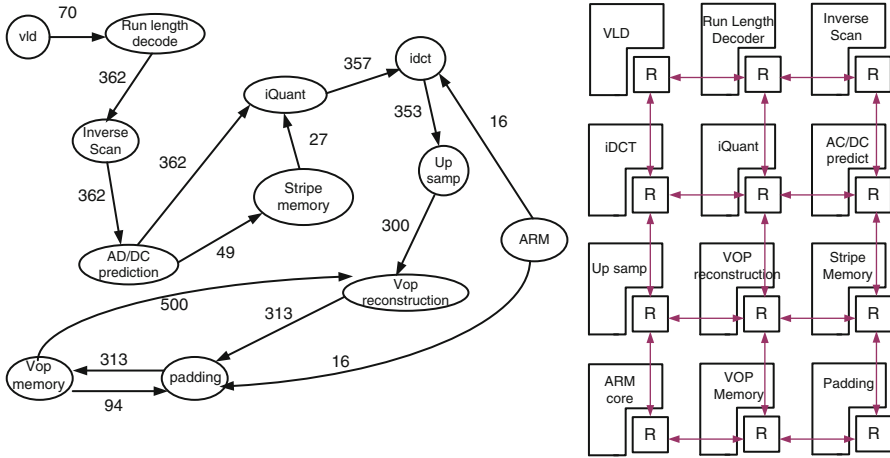 70
vld
Run length
decode
362
Inverse
Scan
362
AD/DC
prediction
362
49
iQuant
27
Stripe
memory
357
idct
353
Up
samp
16
300
ARM
Vop
reconstruction
500
313
313
94
Vop
memory
padding
16
VLD
R
Run Length
Decoder
R
Inverse
Scan
R
iDCT
R
iQuant
R
AC/DC
predict
R
Up samp
R
VOP
reconstruction
R
Stripe
Memory
R
ARM
core
R
VOP
Memory
R
Padding
R